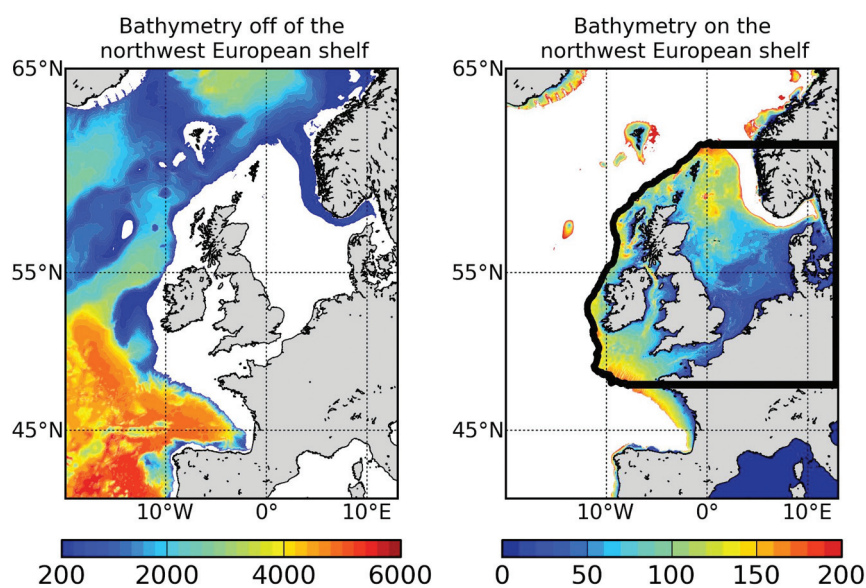 Bathymetry off of the
northwest European shelf
65°N
55°N
45°N
10°W 0° 10°E
200 2000 4000 6000
Bathymetry on the
northwest European shelf
65°N
55°N
45°N
10°W 0° 10°E
0 50 100 150 200